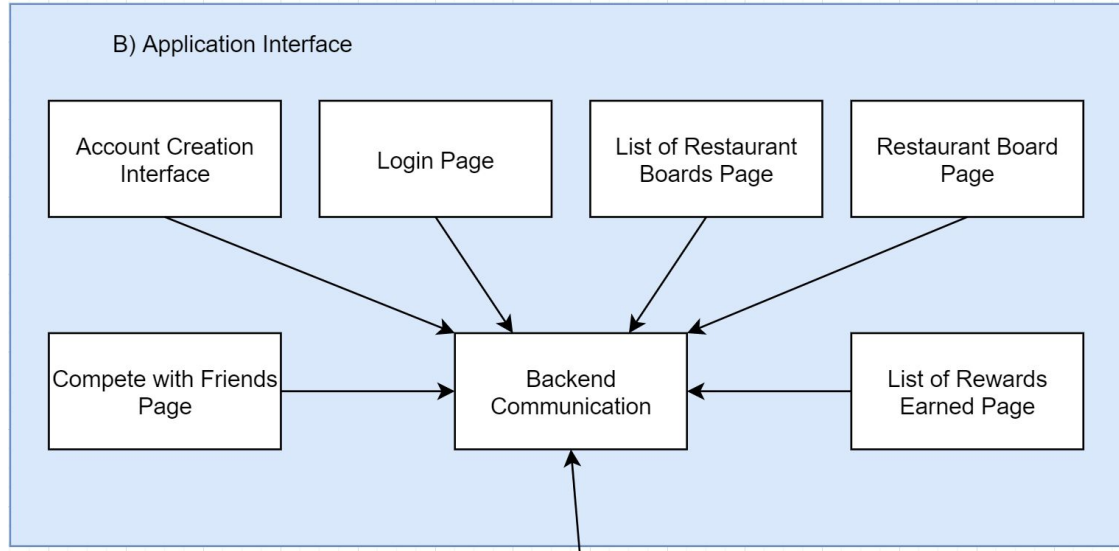 B) Application Interface
Account Creation
Interface
Login Page
List of Restaurant
Boards Page
Restaurant Board
Page
Compete with Friends
Page
Backend
Communication
List of Rewards
Earned Page